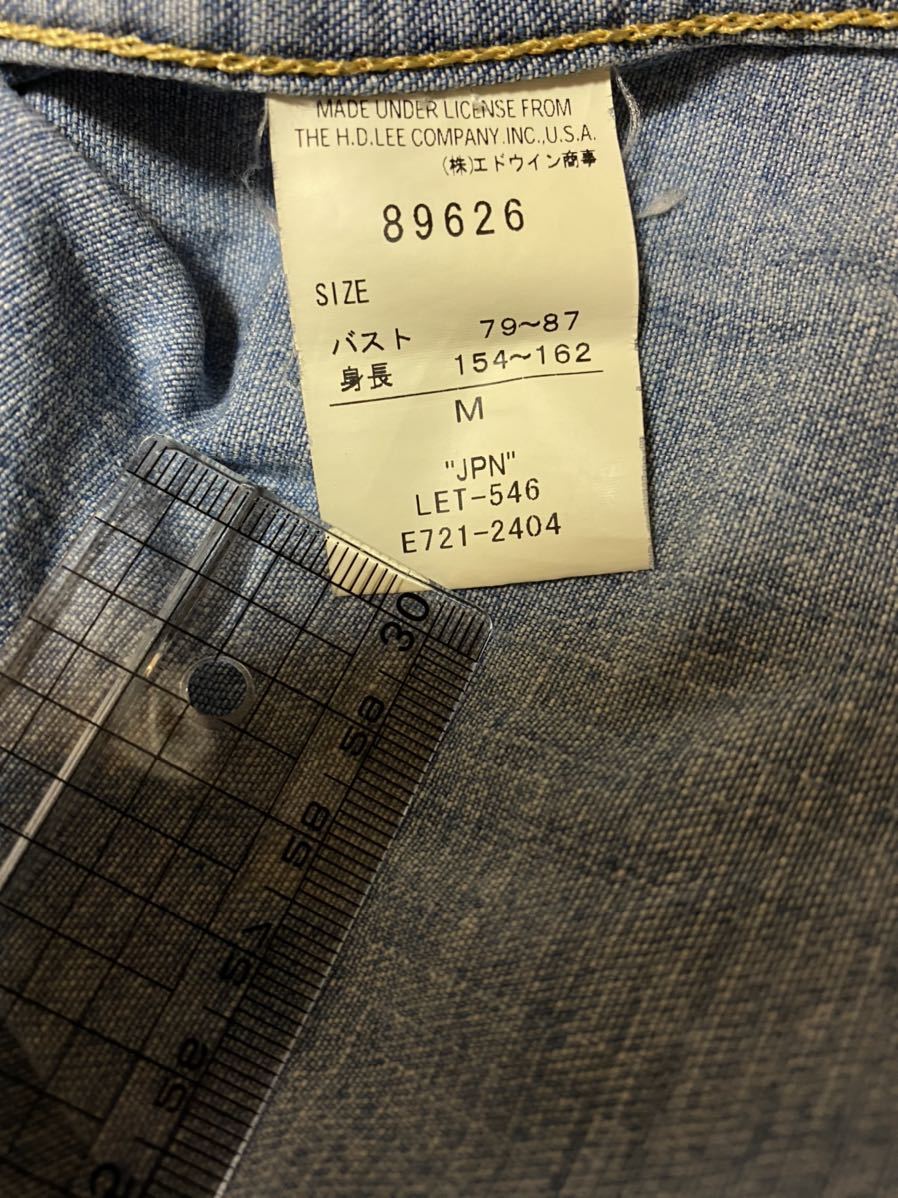 MADE UNDER LICENSE FROM
THE H.D.LEE COMPANY.INC.,U.S.A.
(株)エドウイン商事
89626
SIZE
バスト 79～87
身長 154～162
M
"JPN"
LET-546
E721-2404
30